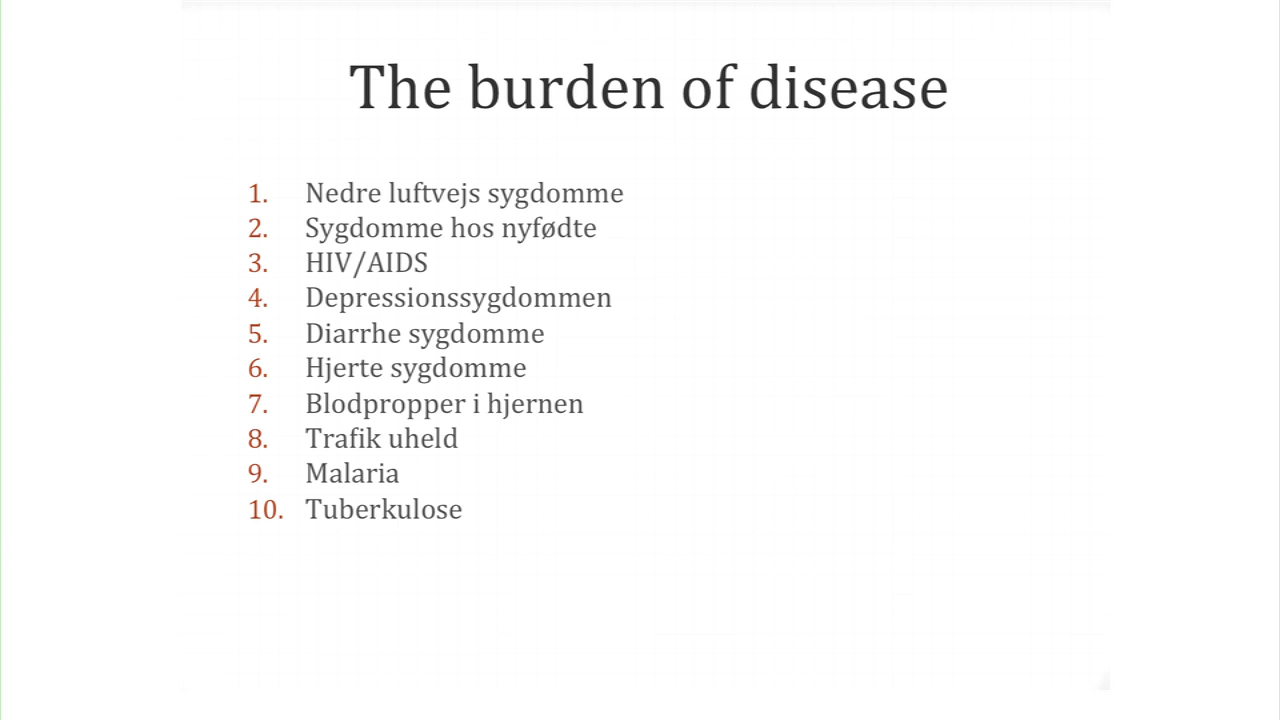 The burden of disease
1. Nedre luftvejs sygdomme
2. Sygdomme hos nyfødte
3. HIV/AIDS
4. Depressionssygdommen
5. Diarrhe sygdomme
6. Hjerte sygdomme
7. Blodpropper i hjernen
8. Trafik uheld
9. Malaria
10. Tuberkulose